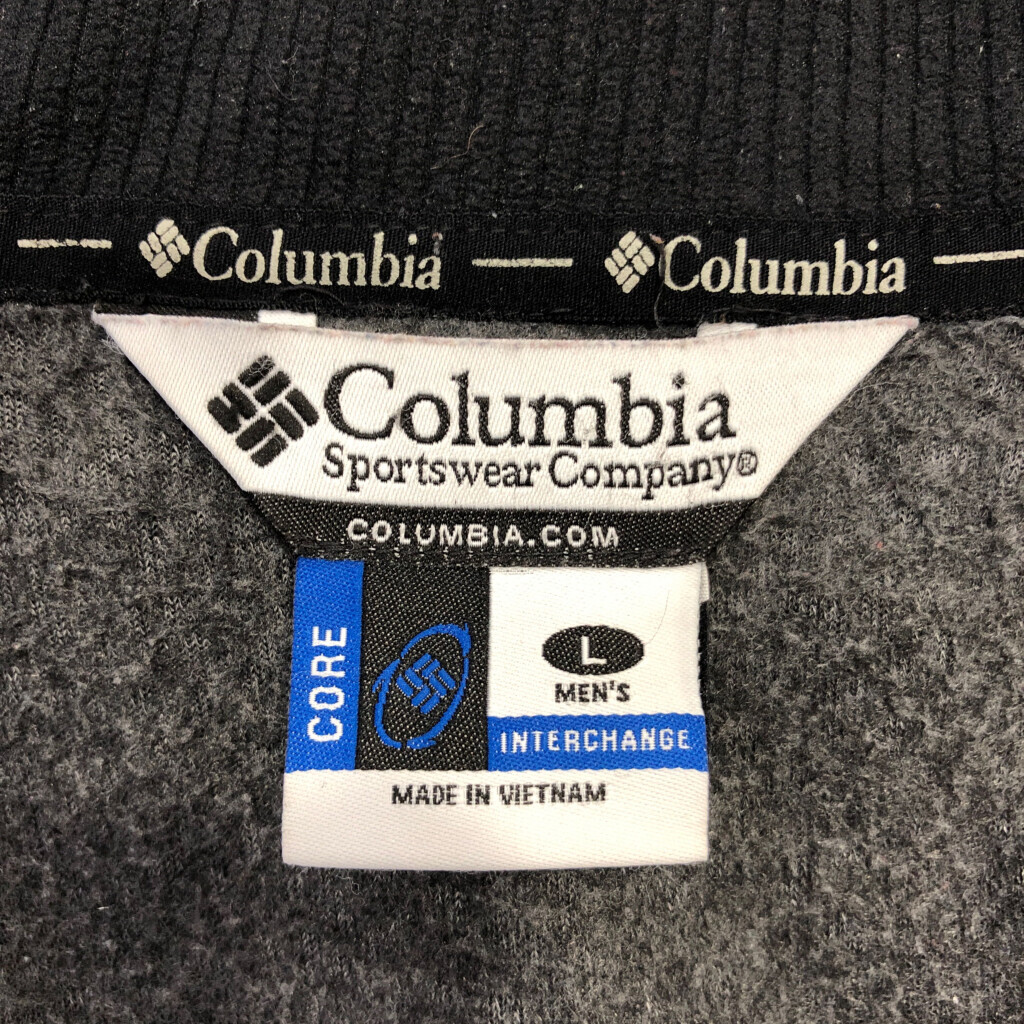 Columbia Columbia
Columbia
Sportswear Company®
COLUMBIA.COM
CORE
L
MEN'S
INTERCHANGE
MADE IN VIETNAM